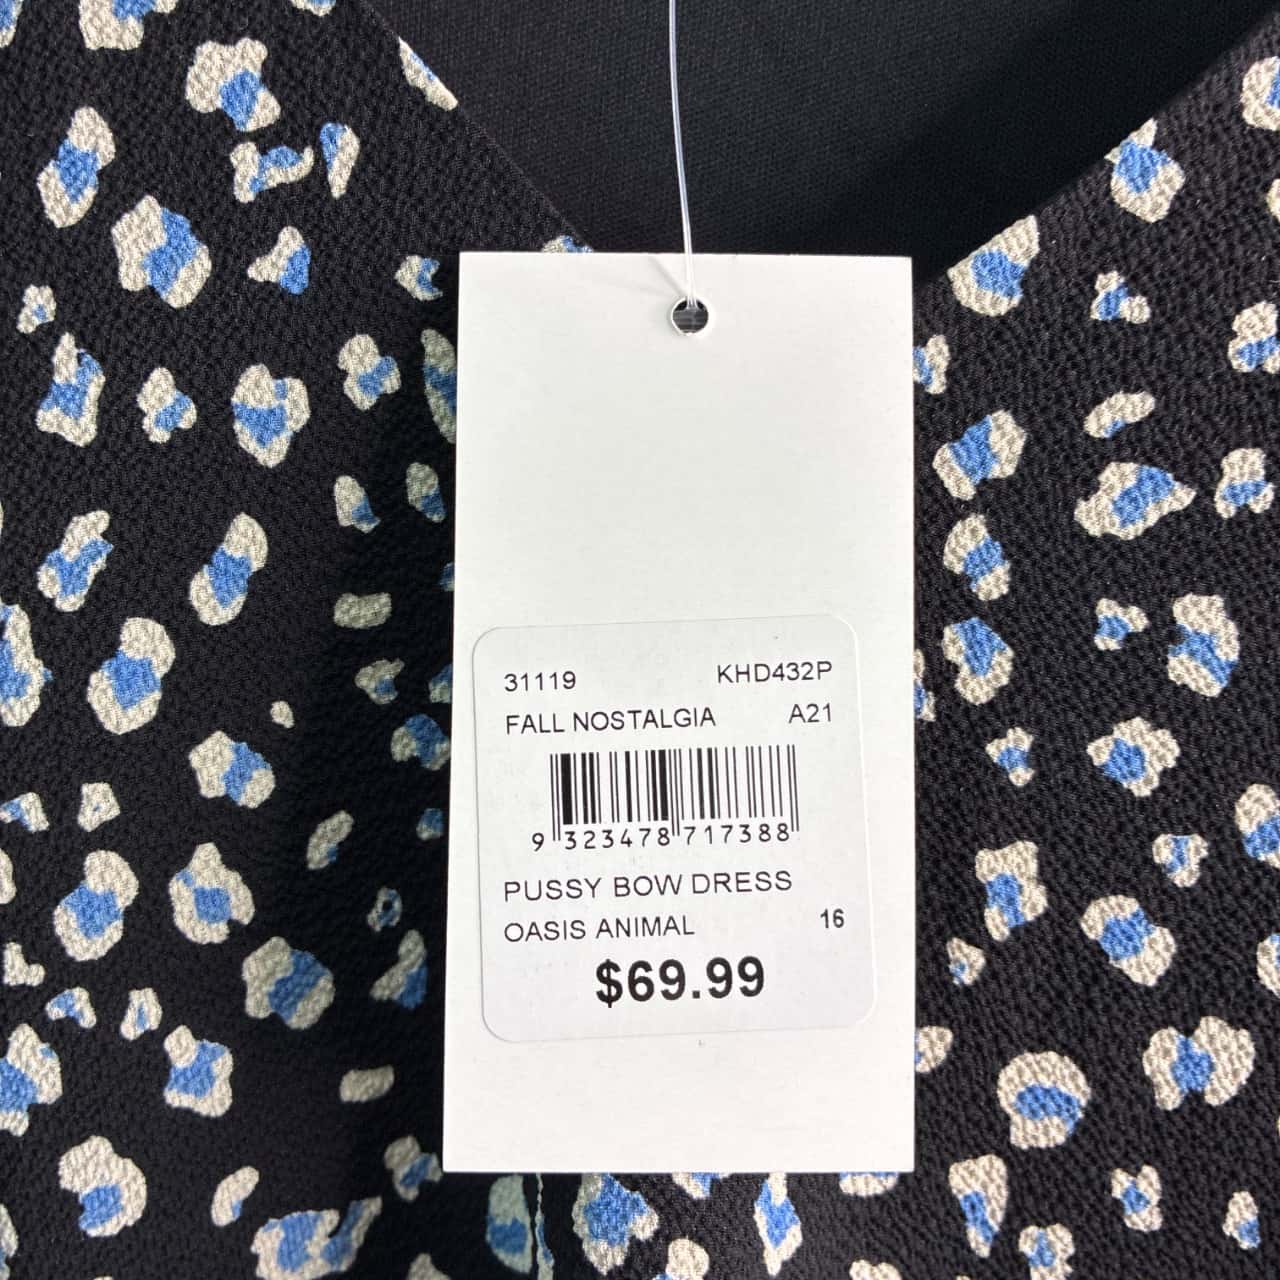 31119 KHD432P
FALL NOSTALGIA A21
9 323478 717388
PUSSY BOW DRESS
OASIS ANIMAL 16
$69.99